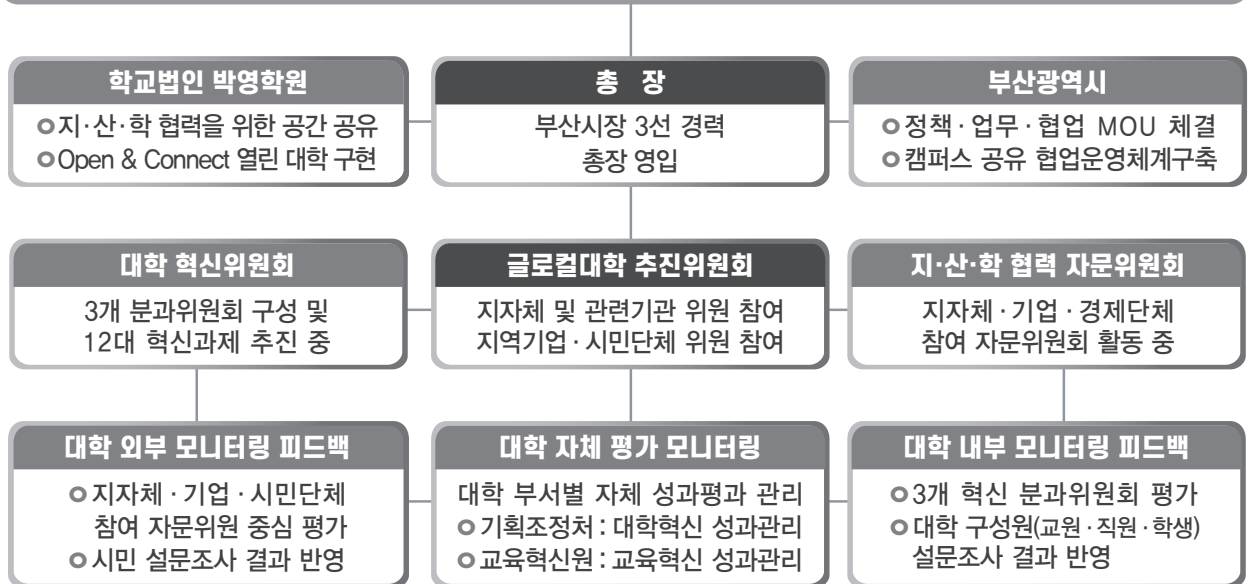 학교법인 박영학원
지·산·학 협력을 위한 공간 공유
Open & Connect 열린 대학 구현
총 장
부산시장 3선 경력
총장 영입
부산광역시
정책·업무·협업 MOU 체결
캠퍼스 공유 협업운영체계구축
대학 혁신위원회
3개 분과위원회 구성 및
12대 혁신과제 추진 중
글로컬대학 추진위원회
지자체 및 관련기관 위원 참여
지역기업·시민단체 위원 참여
지·산·학 협력 자문위원회
지자체·기업·경제단체
참여 자문위원회 활동 중
대학 외부 모니터링 피드백
지자체·기업·시민단체
참여 자문위원 중심 평가
시민 설문조사 결과 반영
대학 자체 평가 모니터링
대학 부서별 자체 성과평과 관리
기획조정처 : 대학혁신 성과관리
교육혁신원 : 교육혁신 성과관리
대학 내부 모니터링 피드백
3개 혁신 분과위원회 평가
대학 구성원(교원·직원·학생)
설문조사 결과 반영